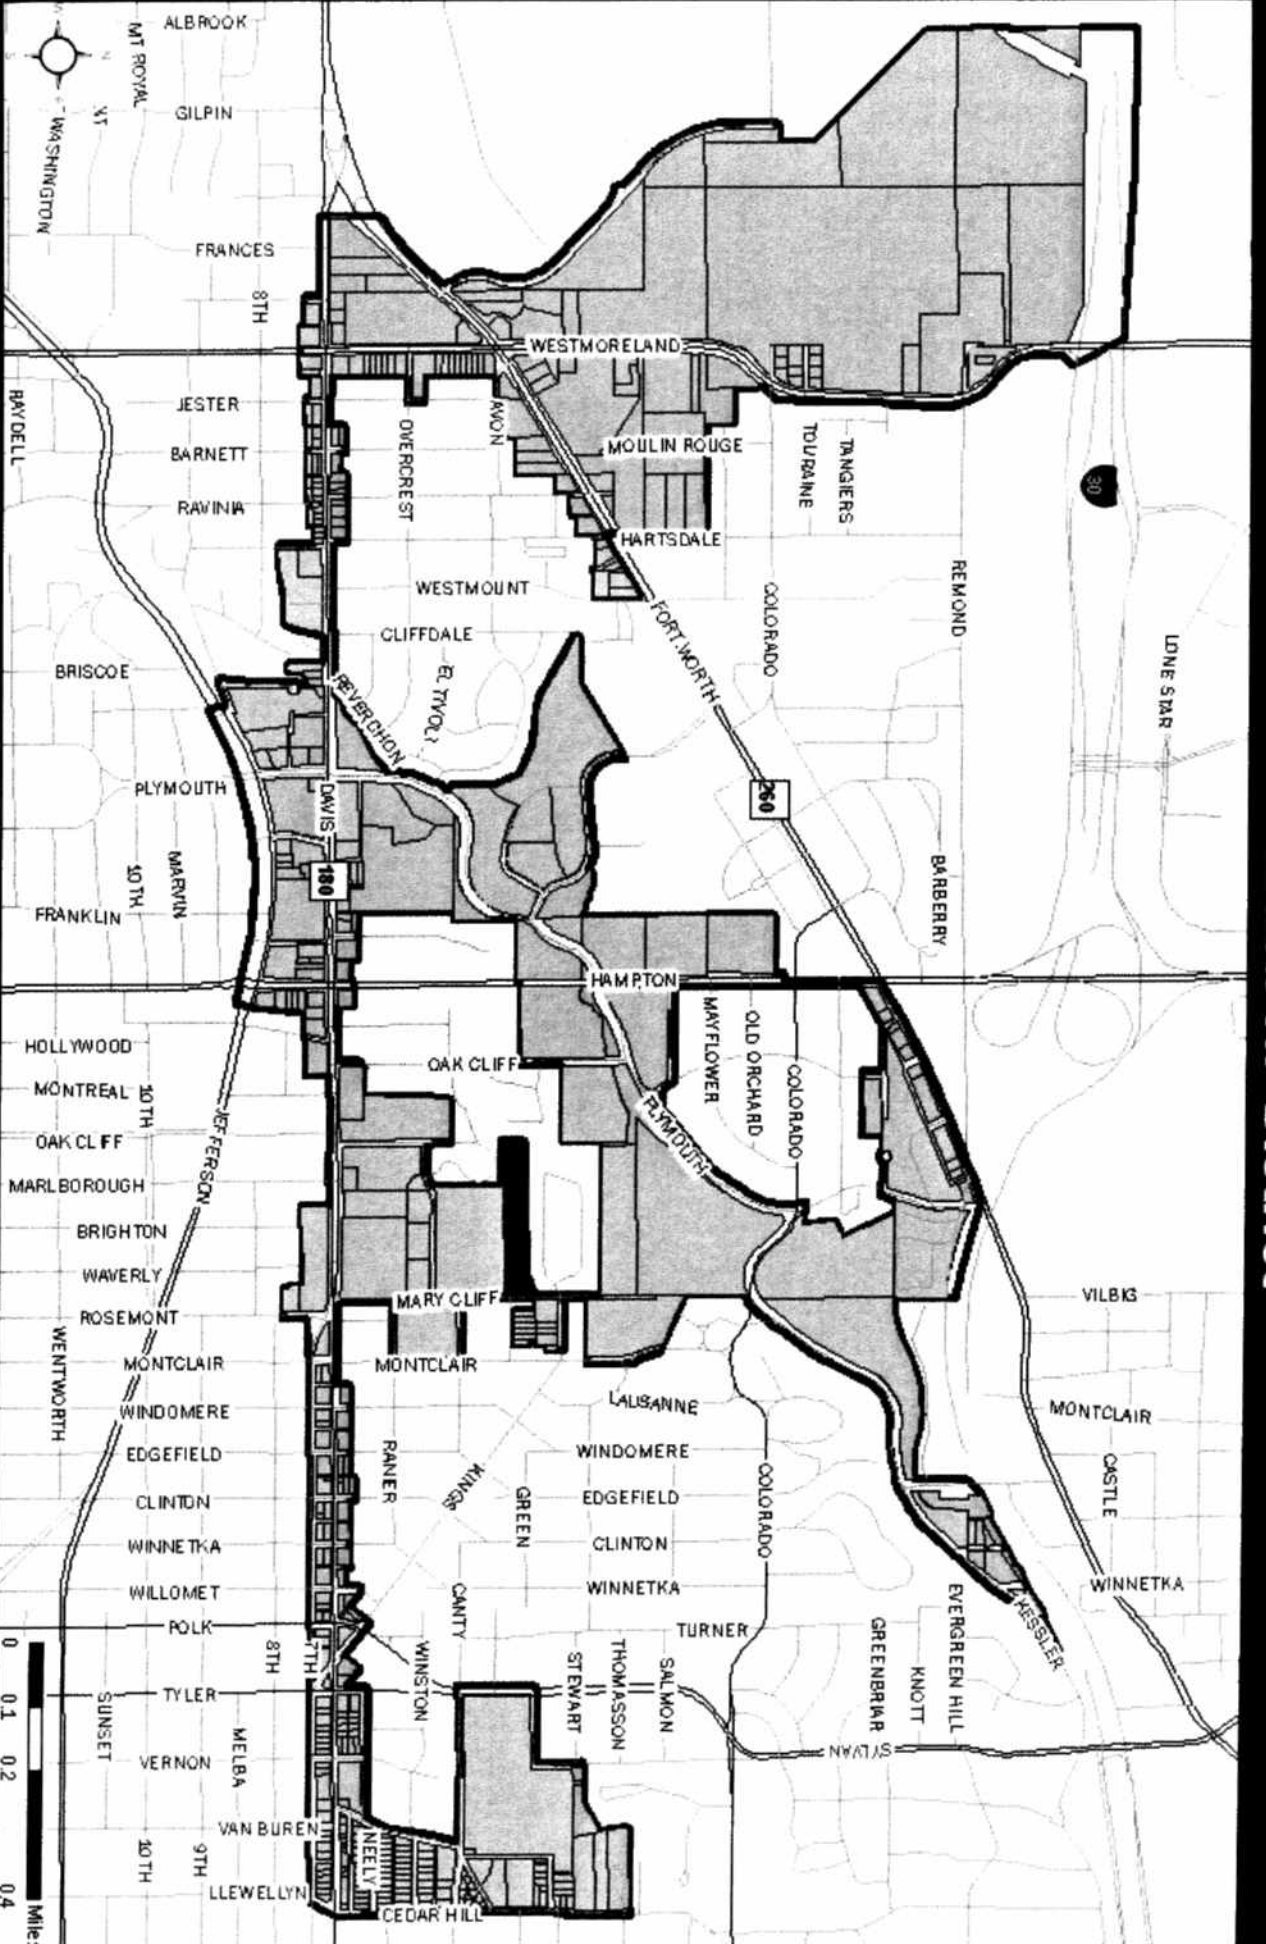 ALBROOK
MT ROYAL
GILPIN
MT
WASHINGTON
FRANCES
8TH
WESTMORELAND
JESTER
RAYDELL
BARNETT
RAVINIA
OVERCREST
AVON
MOULIN ROUGE
TOURAINE
TANGIERS
30
HARTSDALE
WESTMOUNT
CLIFFDALE
EL TIVOLI
REVERCHON
FORT WORTH
COLORADO
REMOND
LONE STAR
BRISCOE
PLYMOUTH
DAVIS
260
180
MARVIN
10TH
BARBERRY
FRANKLIN
HAMPTON
MAYFLOWER
OLD ORCHARD
COLORADO
HOLLYWOOD
OAK CLIFF
MONTREAL
10TH
JEFFERSON
PLYMOUTH
OAK CLIFF
MARLBOROUGH
BRIGHTON
WAVERLY
MARY CLIFF
VILBIG
ROSEMONT
WENTWORTH
MONTCLAIR
MONTCLAIR
LAUSANNE
MONTCLAIR
WINDOMERE
RANER
WINDOMERE
EDGEFIELD
KINGS
GREEN
EDGEFIELD
COLORADO
CASTLE
CLINTON
CLINTON
WINNETKA
WINNETKA
WINNETKA
WILLOMET
CANTY
EVERGREEN HILL
KESSLER
POLK
TURNER
GREENBRIAR
KNOTT
8TH
7TH
WINSTON
STEWART
THOMASSON
SALMON
TYLER
SUNSET
MELBA
VERNON
SYLVAN
VAN BUREN
NEELY
10TH
9TH
LLEWELLYN
CEDAR HILL
0 0.1 0.2 0.4